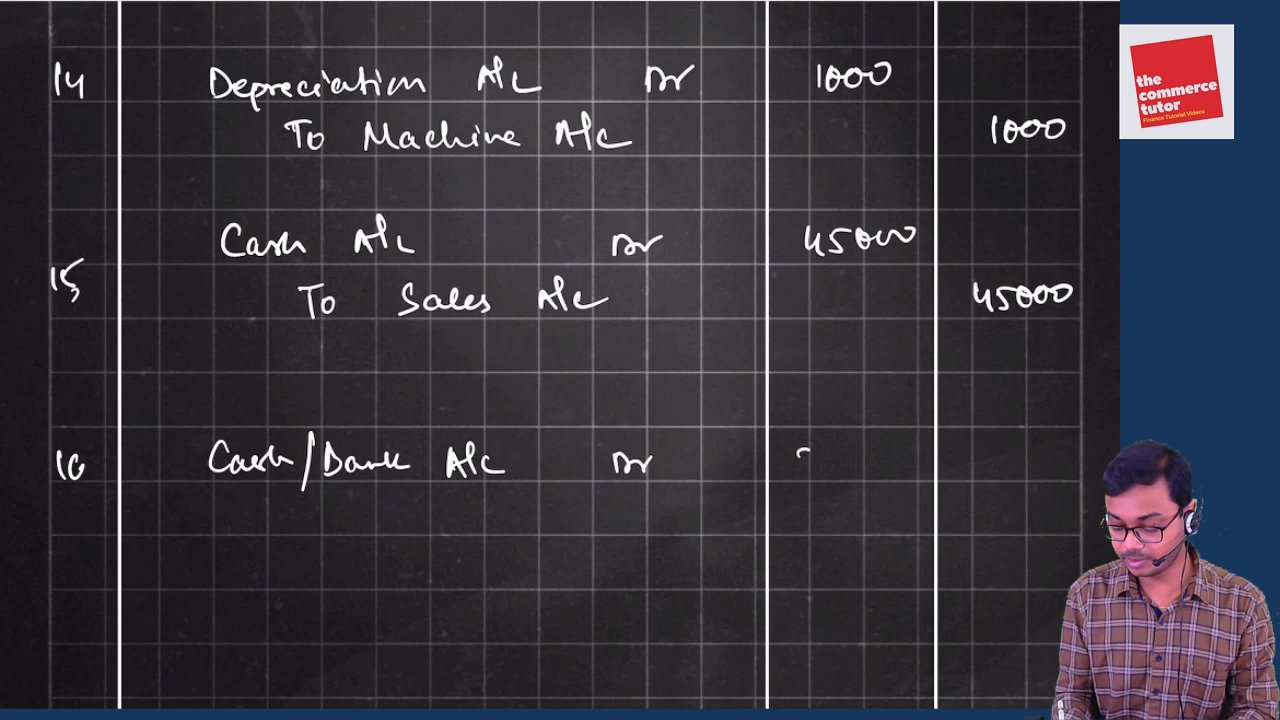 14 Depreciation A/c Dr 1000
To Machine A/c 1000
15 Cash A/c Dr 45000
To Sales A/c 45000
16 Cash/Bank A/c Dr
the
commerce
tutor
Finance Tutorial Videos